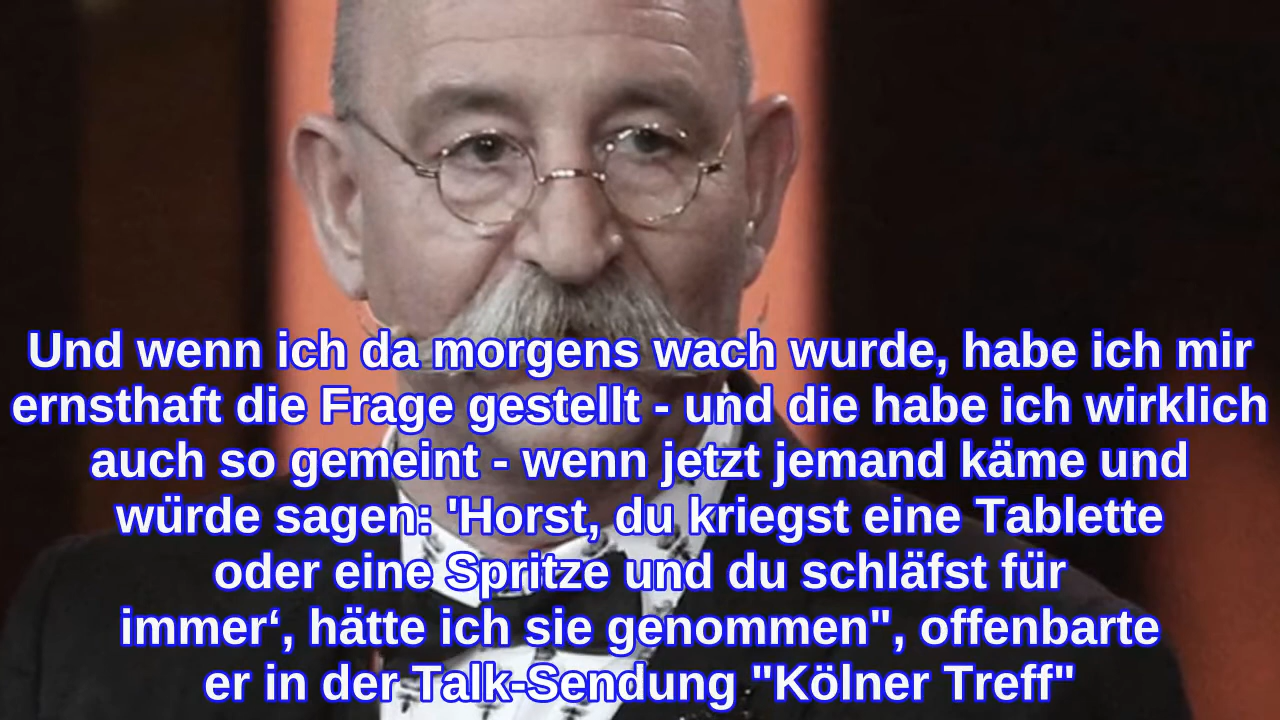 Und wenn ich da morgens wach wurde, habe ich mir
ernsthaft die Frage gestellt - und die habe ich wirklich
auch so gemeint - wenn jetzt jemand käme und
würde sagen: 'Horst, du kriegst eine Tablette
oder eine Spritze und du schläfst für
immer‘, hätte ich sie genommen", offenbarte
er in der Talk-Sendung "Kölner Treff"